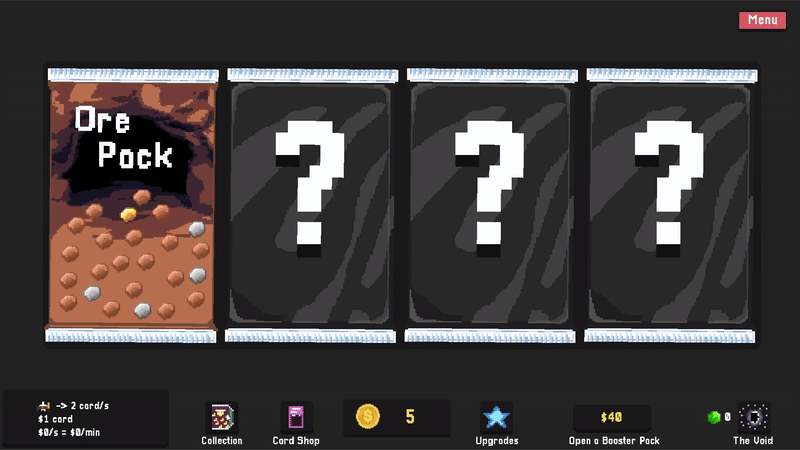 Menu
Ore
Pack
?
?
?
-> 2 card/s
$1 card
$0/s = $0/min
Collection
Card Shop
$ 5
Upgrades
$40
Open a Booster Pack
0
The Void